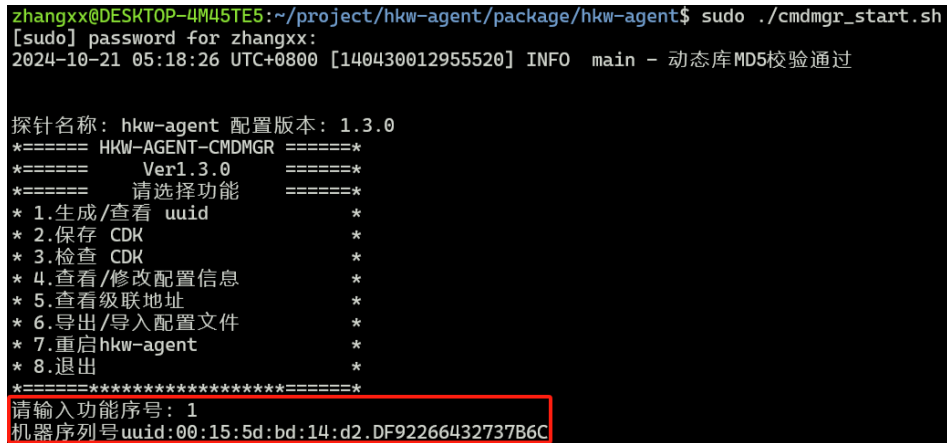 zhangxx@DESKTOP-4M45TE5:~/project/hkw-agent/package/hkw-agent$ sudo ./cmdmgr_start.sh
[sudo] password for zhangxx:
2024-10-21 05:18:26 UTC+0800 [140430012955520] INFO  main - 动态库MD5校验通过
探针名称: hkw-agent 配置版本: 1.3.0
*====== HKW-AGENT-CMDMGR ======*
*======     Ver1.3.0     ======*
*======    请选择功能    ======*
* 1.生成/查看 uuid             *
* 2.保存 CDK                   *
* 3.检查 CDK                   *
* 4.查看/修改配置信息          *
* 5.查看级联地址               *
* 6.导出/导入配置文件          *
* 7.重启hkw-agent              *
* 8.退出                       *
*======******************======*
请输入功能序号: 1
机器序列号uuid:00:15:5d:bd:14:d2.DF92266432737B6C